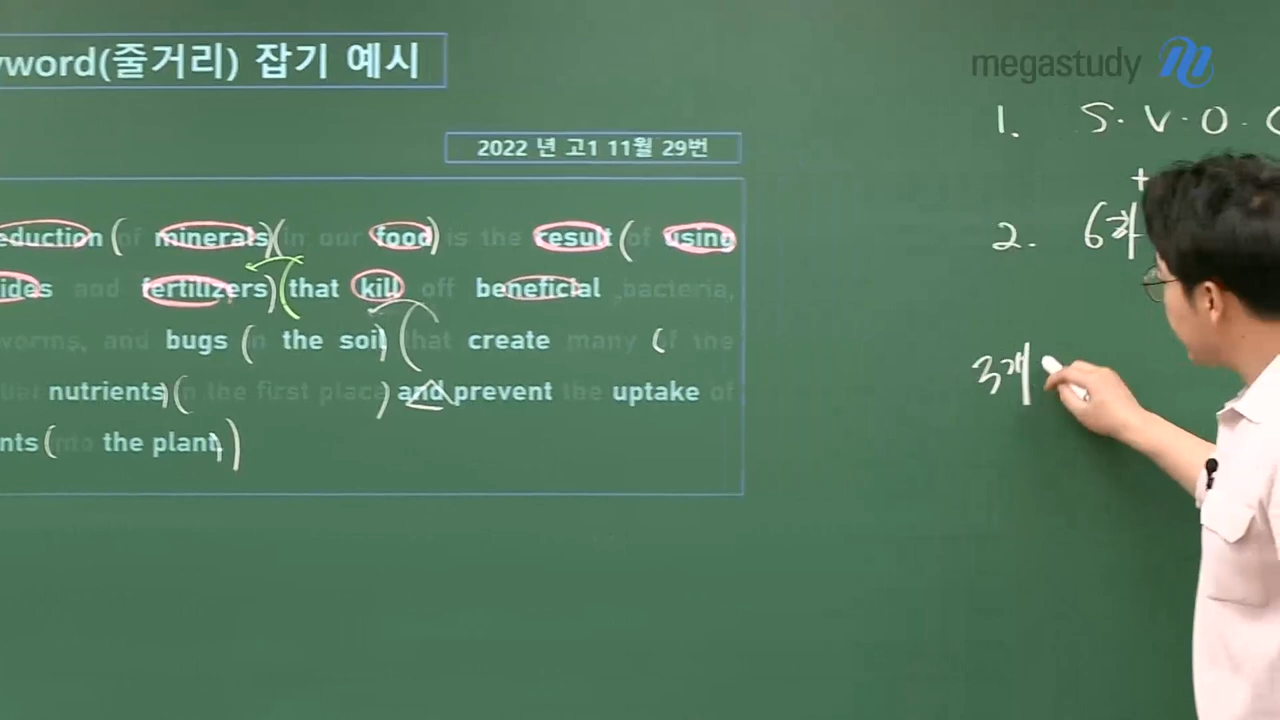 yword(줄거리) 잡기 예시
megastudy
1. S. V. O. C
2022 년 고1 11월 29번
+
eduction of minerals in our food is the result of using
2. 6하
ides and fertilizers that kill off beneficial ,bacteria,
worms, and bugs in the soil that create many of the
3개
nutrients in the first place and prevent the uptake of
nts into the plant.